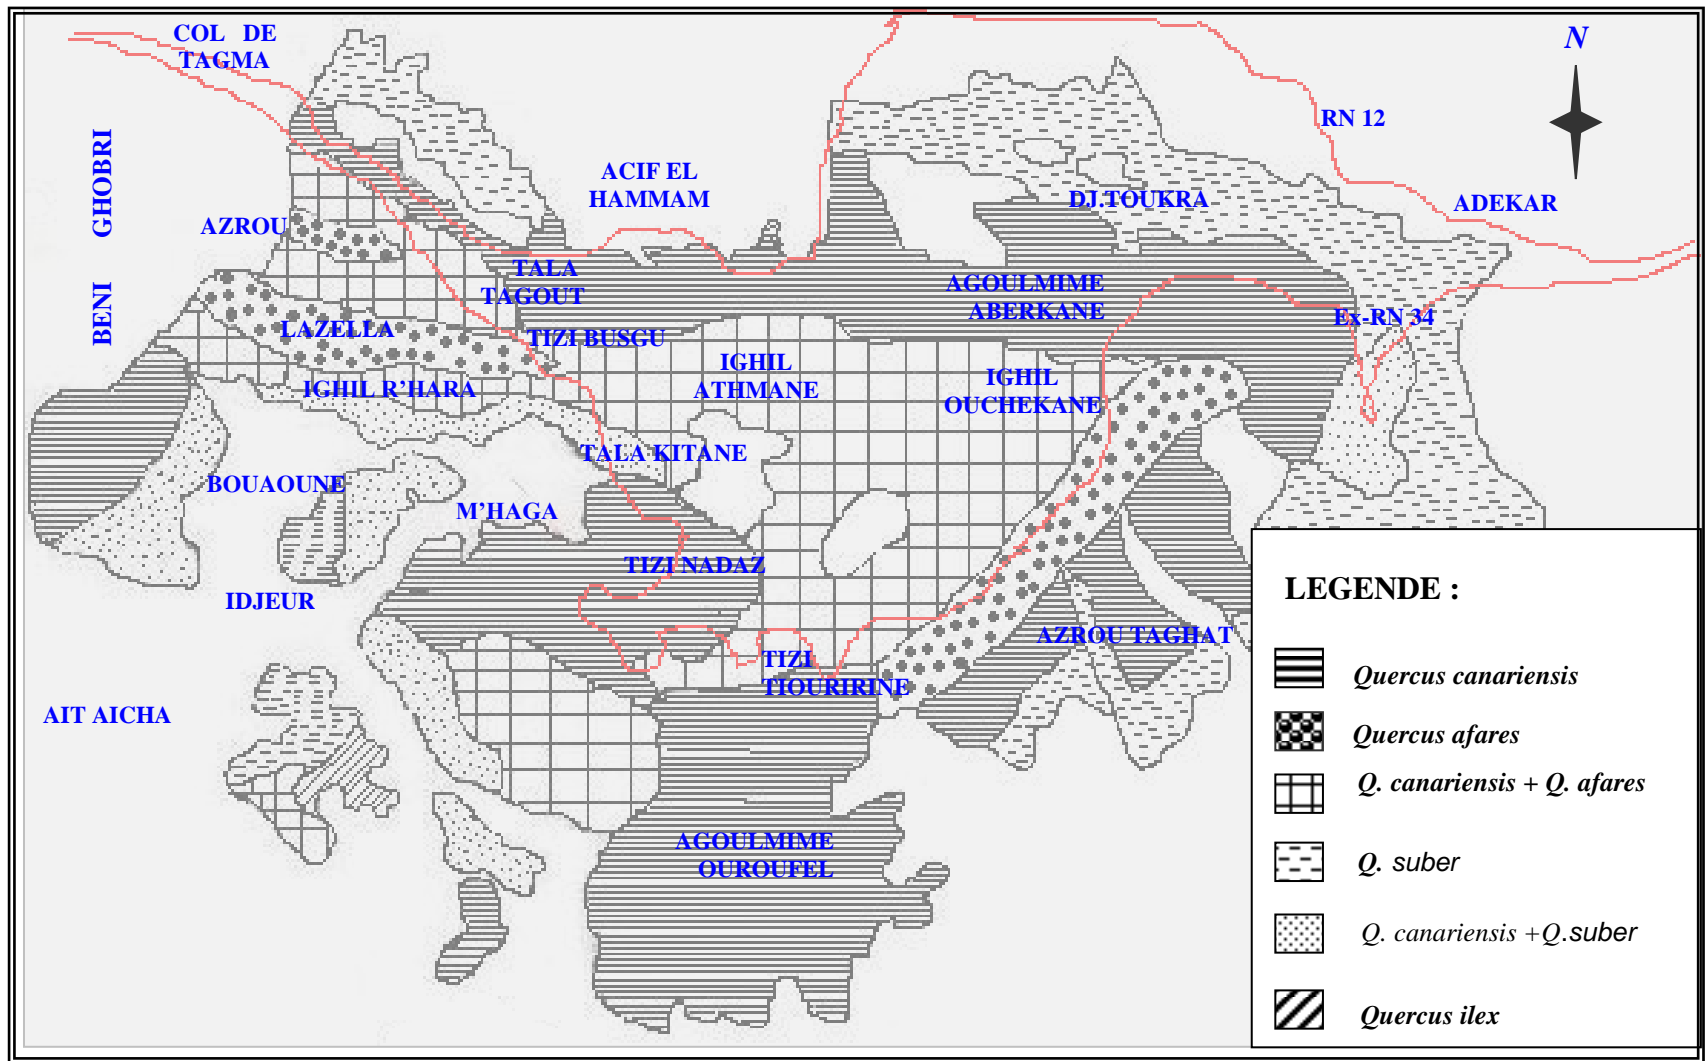 COL DE
TAGMA
N
RN 12
BENI GHOBRI
ACIF EL
HAMMAM
DJ.TOUKRA
ADEKAR
AZROU
TALA
TAGOUT
AGOULMIME
ABERKANE
LAZELLA
TIZI BUSGU
Ex-RN 34
IGHIL
ATHMANE
IGHIL
OUCHEKANE
IGHIL R’HARA
TALA KITANE
BOUAOUNE
M’HAGA
TIZI NADAZ
IDJEUR
AZROU TAGHAT
TIZI
TIOURIRINE
AIT AICHA
AGOULMIME
OUROUFEL
LEGENDE :
Quercus canariensis
Quercus afares
Q. canariensis + Q. afares
Q. suber
Q. canariensis +Q.suber
Quercus ilex